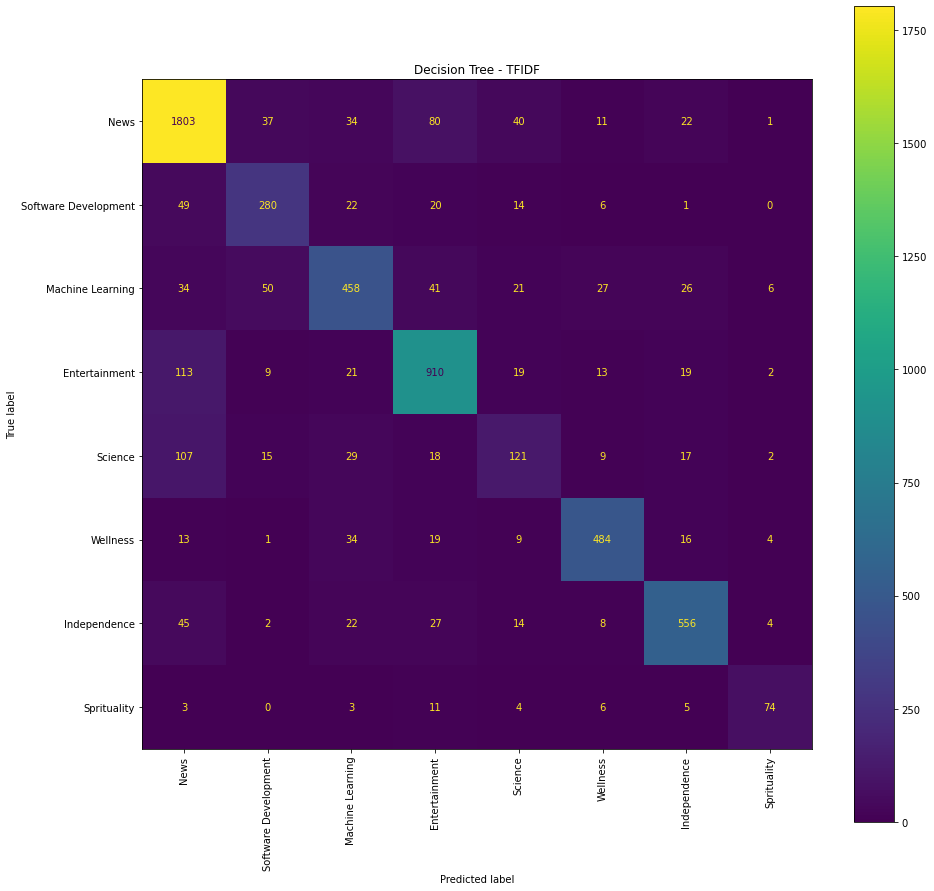 Decision Tree - TFIDF
True label
News 1803 37 34 80 40 11 22 1
Software Development 49 280 22 20 14 6 1 0
Machine Learning 34 50 458 41 21 27 26 6
Entertainment 113 9 21 910 19 13 19 2
Science 107 15 29 18 121 9 17 2
Wellness 13 1 34 19 9 484 16 4
Independence 45 2 22 27 14 8 556 4
Sprituality 3 0 3 11 4 6 5 74
News Software Development Machine Learning Entertainment Science Wellness Independence Sprituality
Predicted label
1750
1500
1250
1000
750
500
250
0